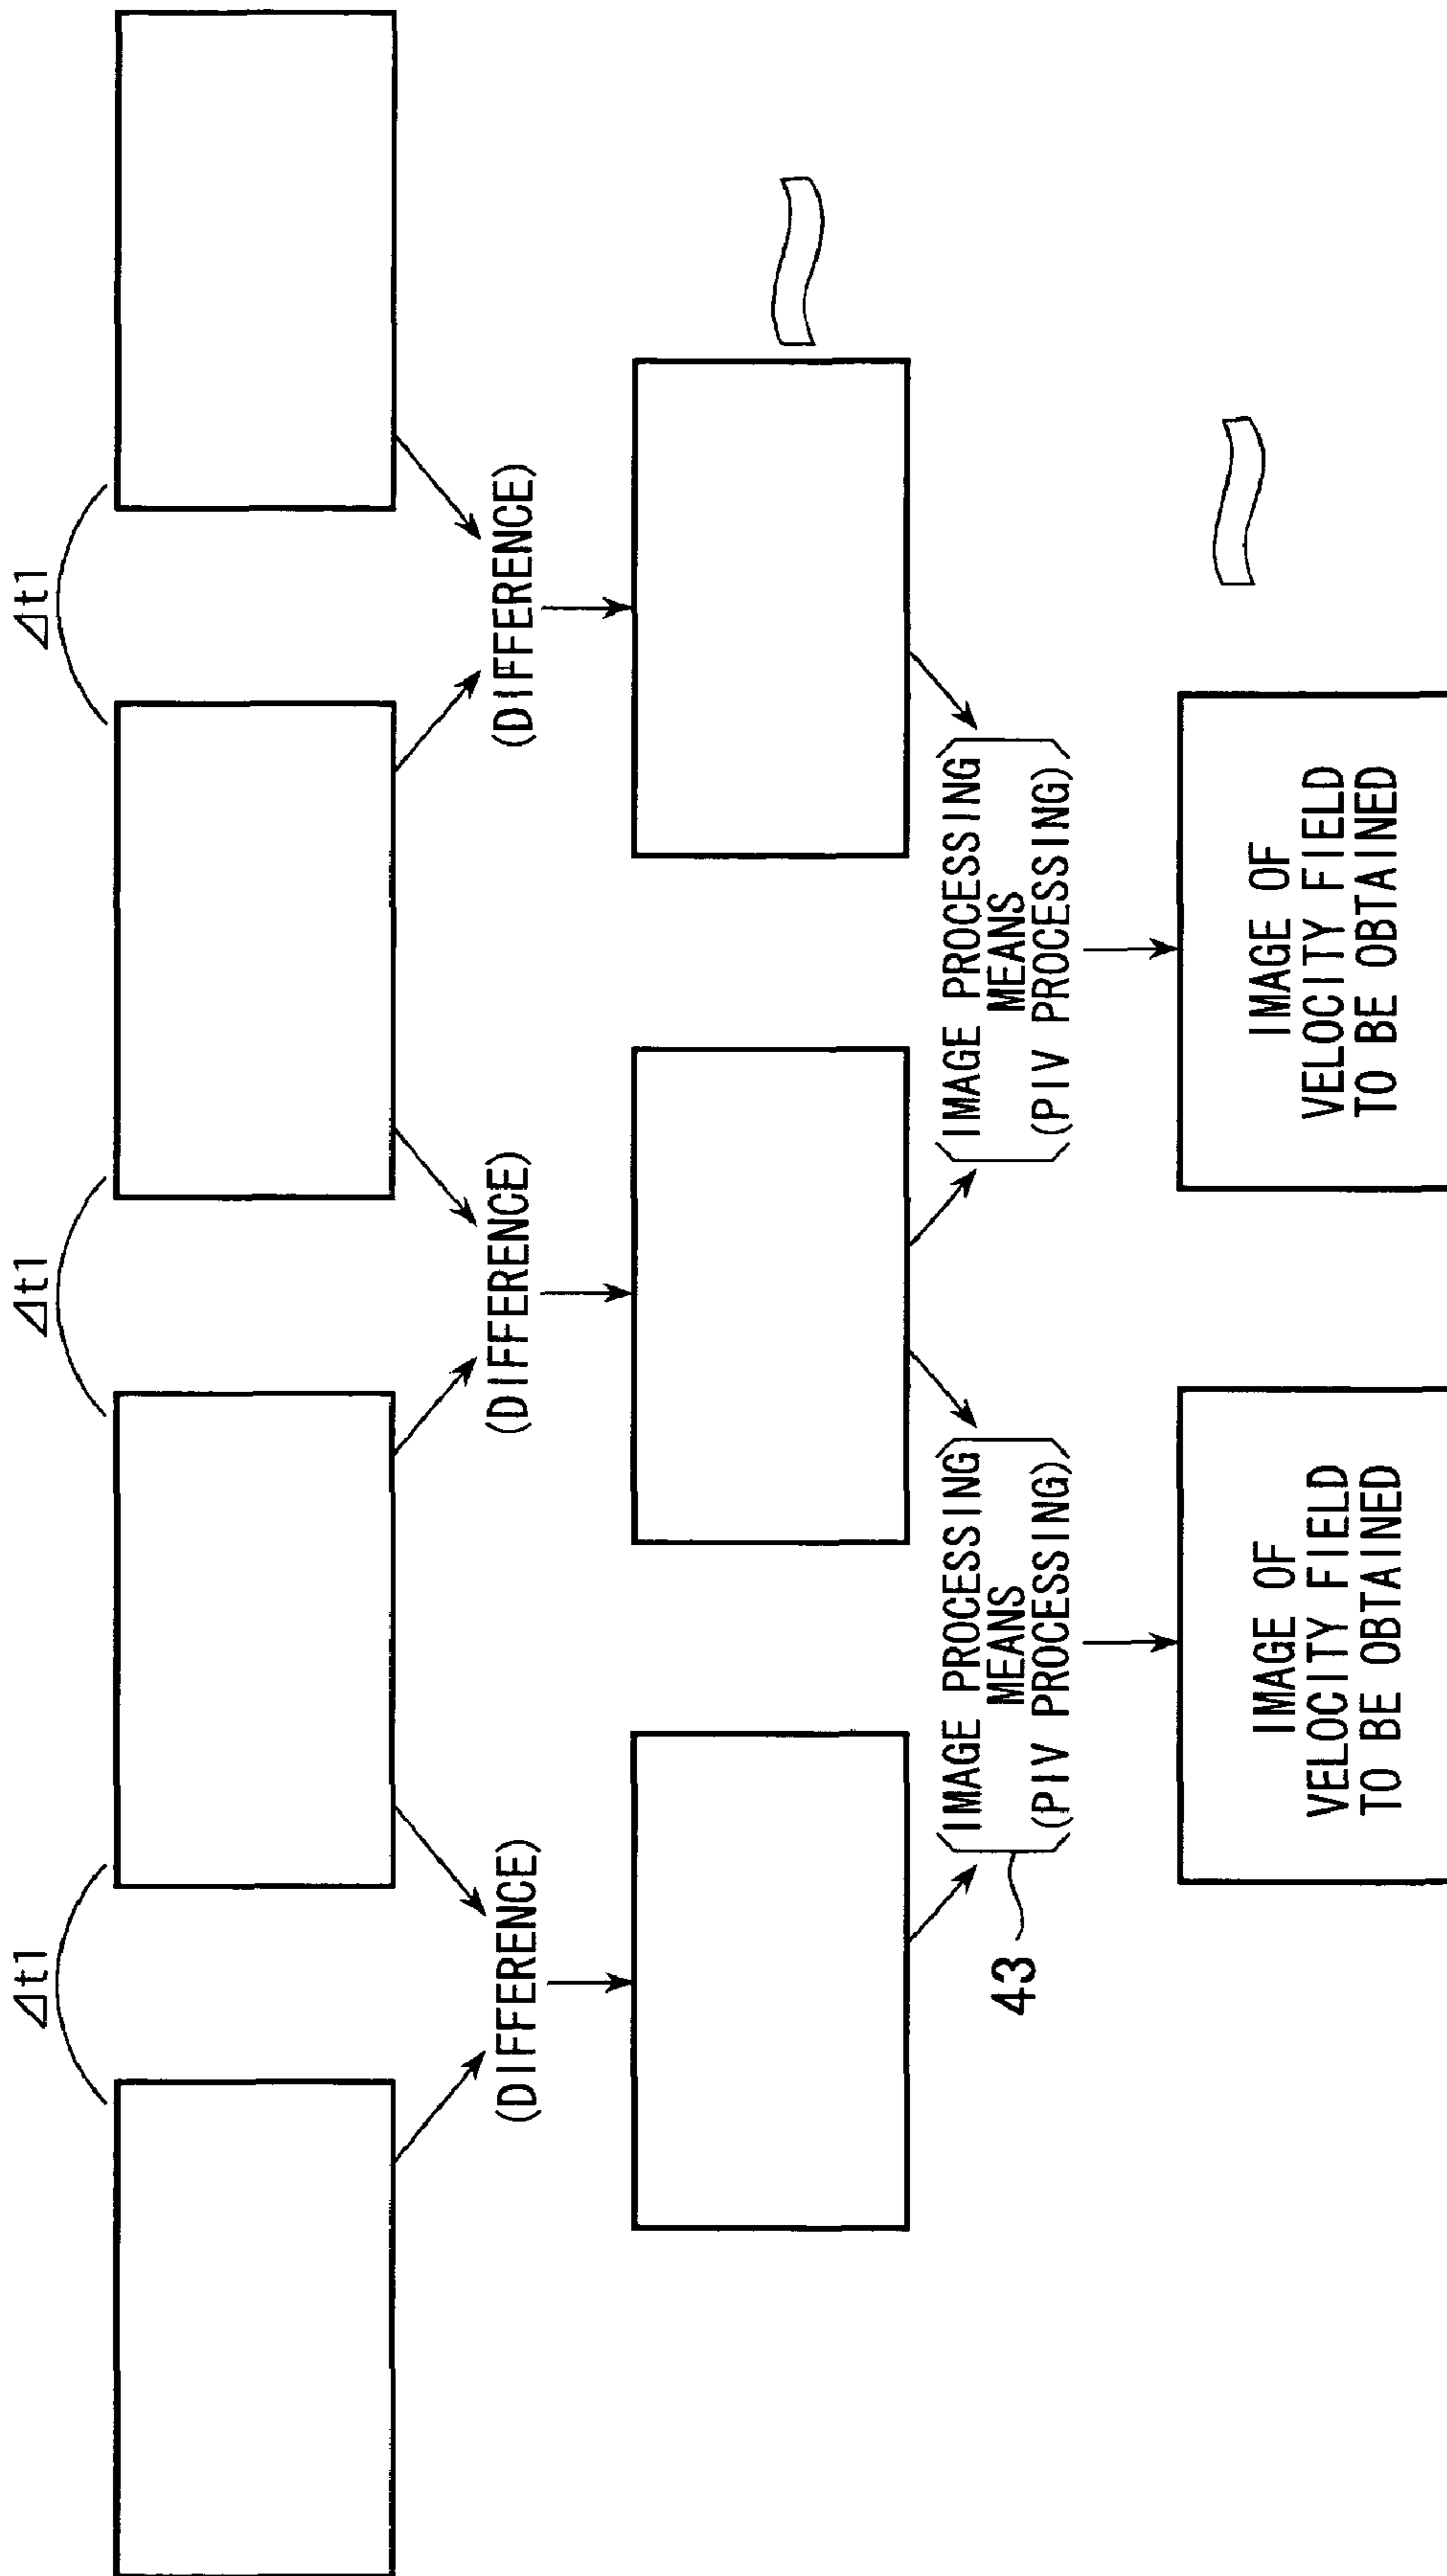 Δt1
Δt1
Δt1
(DIFFERENCE)
(DIFFERENCE)
(DIFFERENCE)
IMAGE PROCESSING
MEANS
(PIV PROCESSING)
43
IMAGE PROCESSING
MEANS
(PIV PROCESSING)
IMAGE OF
VELOCITY FIELD
TO BE OBTAINED
IMAGE OF
VELOCITY FIELD
TO BE OBTAINED